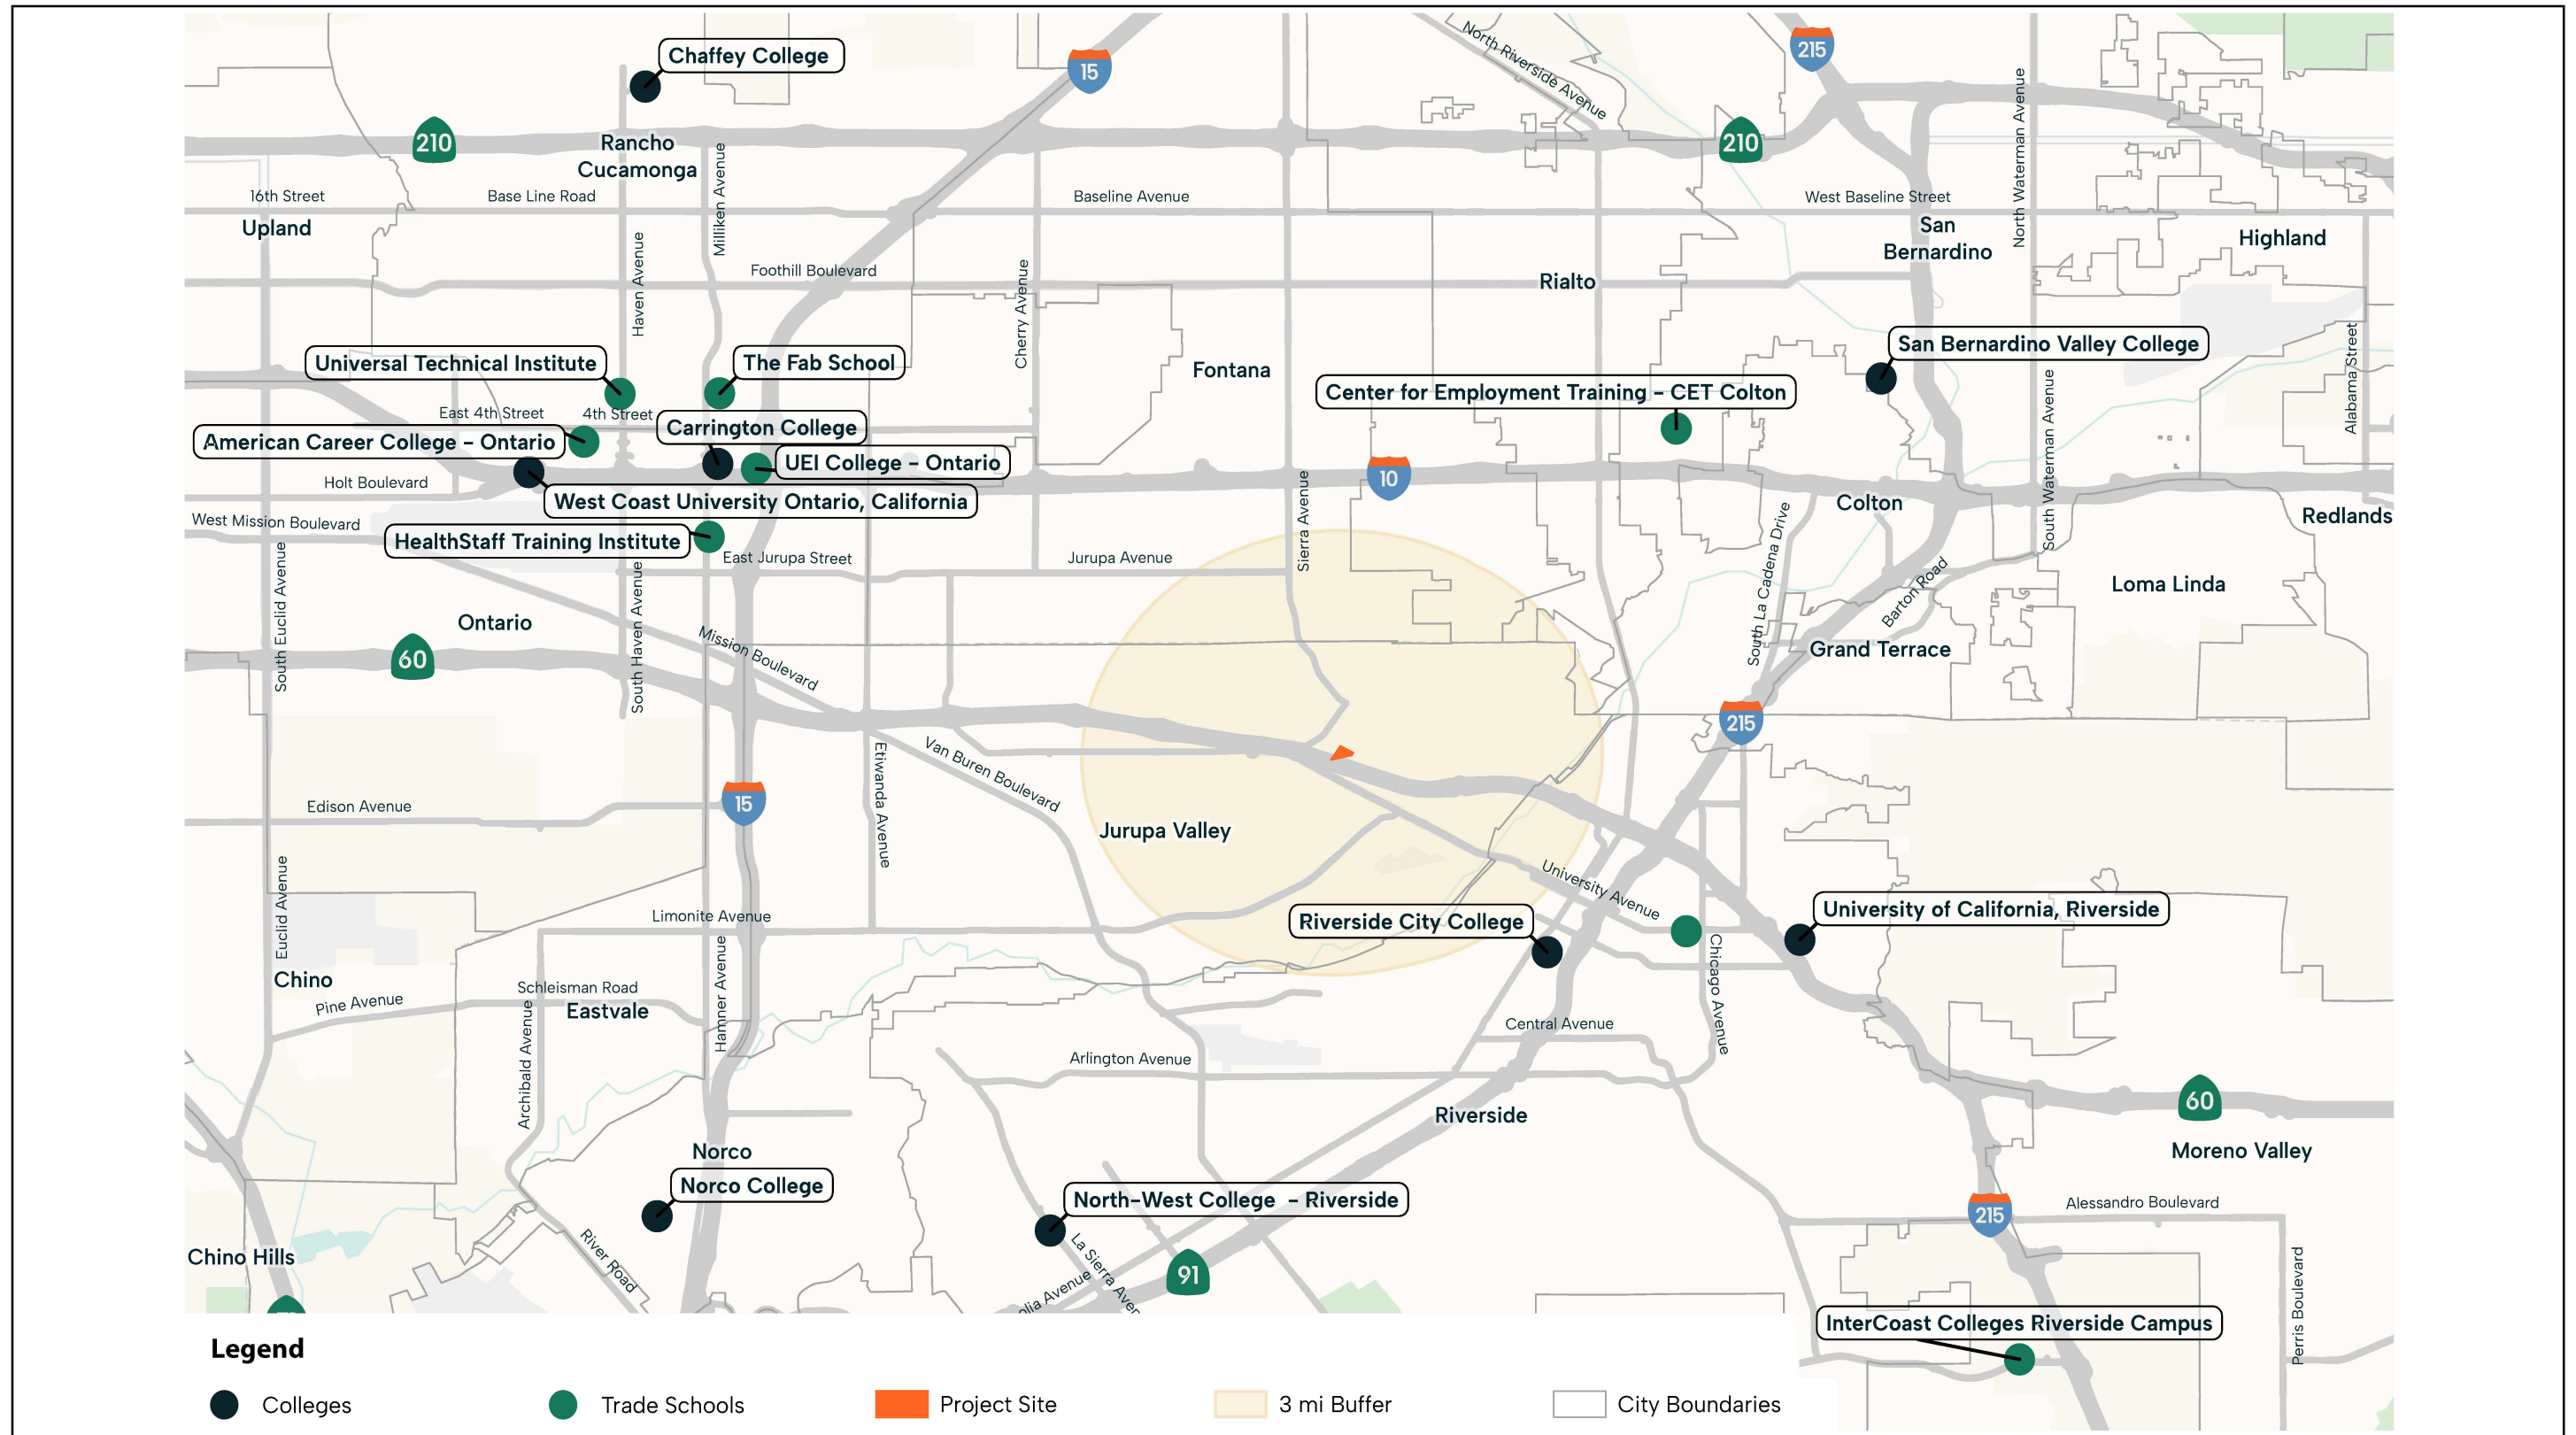 Chaffey College
15
North Riverside Avenue
215
210
Rancho
Cucamonga
Milliken Avenue
210
North Waterman Avenue
16th Street
Base Line Road
Baseline Avenue
West Baseline Street
Upland
San
Bernardino
Highland
Haven Avenue
Foothill Boulevard
Cherry Avenue
Rialto
Universal Technical Institute
The Fab School
Fontana
San Bernardino Valley College
Alabama Street
Center for Employment Training - CET Colton
East 4th Street
4th Street
Carrington College
American Career College - Ontario
UEI College - Ontario
South Waterman Avenue
Holt Boulevard
10
Sierra Avenue
West Coast University Ontario, California
Colton
Redlands
West Mission Boulevard
HealthStaff Training Institute
East Jurupa Street
Jurupa Avenue
South La Cadena Drive
Barton Road
Loma Linda
South Euclid Avenue
Ontario
South Haven Avenue
Mission Boulevard
60
Grand Terrace
215
Van Buren Boulevard
Etiwanda Avenue
15
Edison Avenue
Jurupa Valley
University Avenue
Euclid Avenue
Limonite Avenue
Riverside City College
University of California, Riverside
Hamner Avenue
Chicago Avenue
Chino
Pine Avenue
Schleisman Road
Eastvale
Archibald Avenue
Central Avenue
Arlington Avenue
Riverside
60
Moreno Valley
Norco
Norco College
North-West College - Riverside
Alessandro Boulevard
215
Chino Hills
River Road
La Sierra Aven
olia Avenue
91
Perris Boulevard
InterCoast Colleges Riverside Campus
Legend
Colleges
Trade Schools
Project Site
3 mi Buffer
City Boundaries